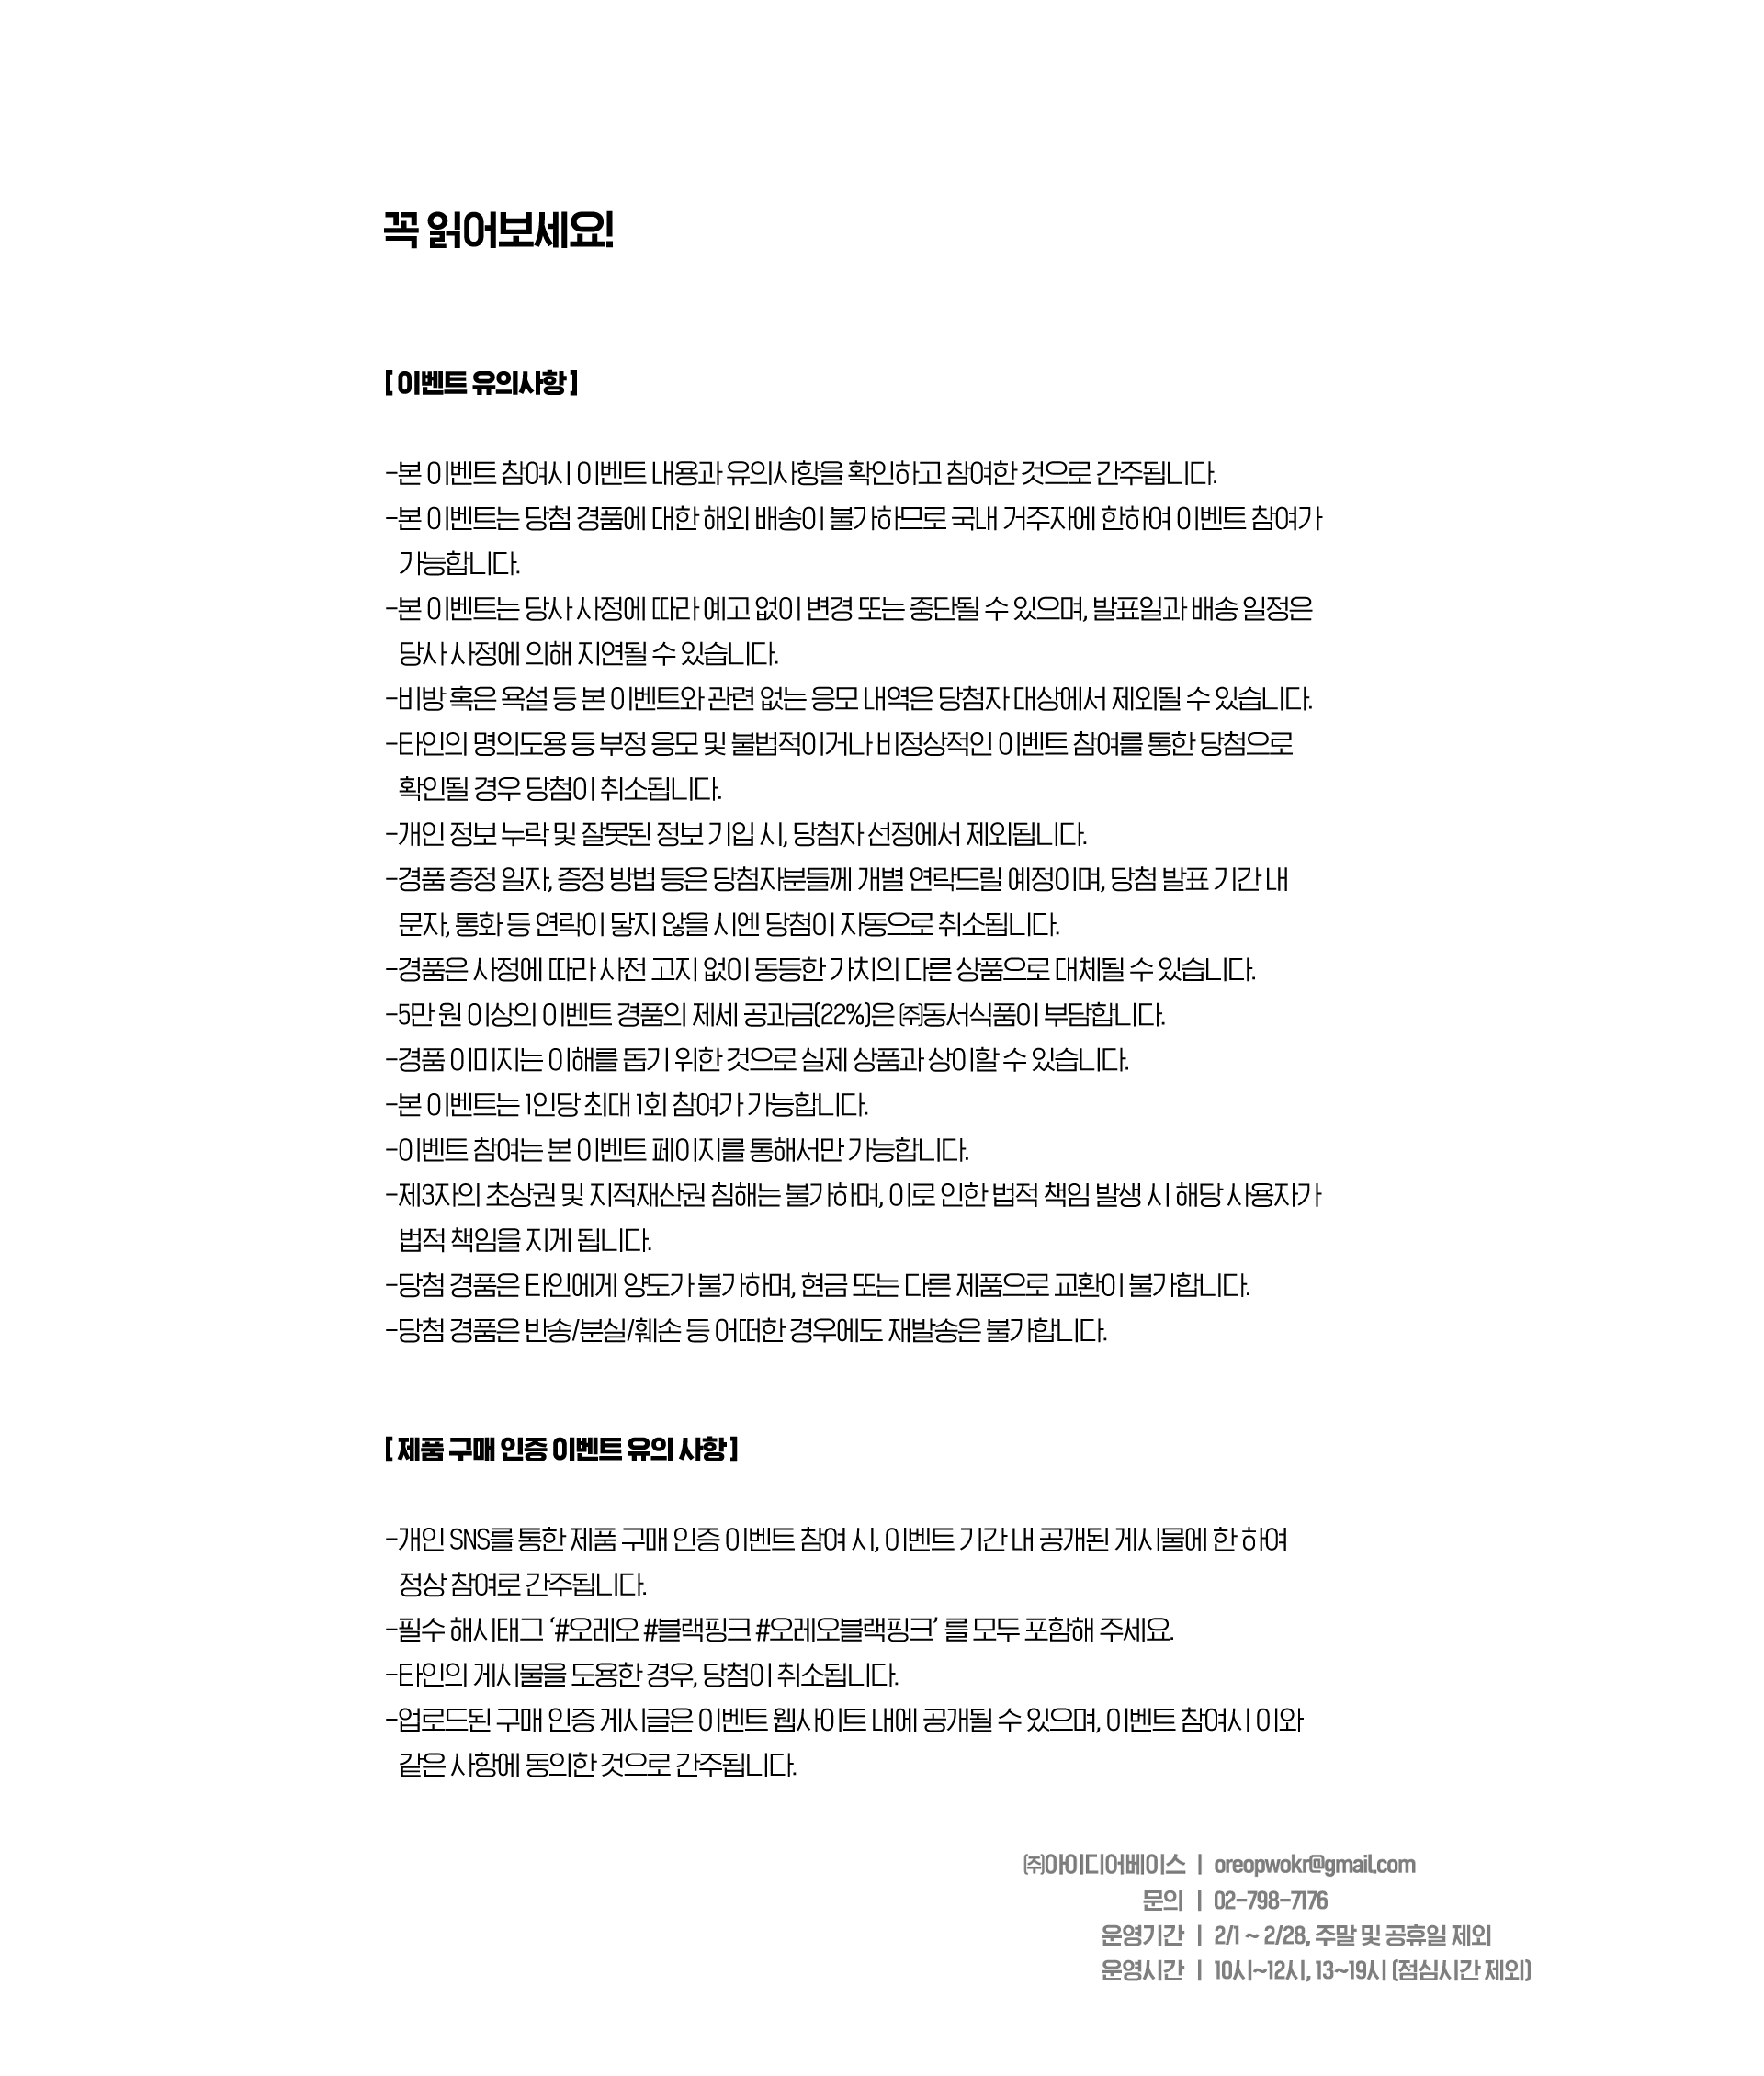 꼭 읽어보세요!
[ 이벤트 유의사항 ]
-본 이벤트 참여시 이벤트 내용과 유의사항을 확인하고 참여한 것으로 간주됩니다.
-본 이벤트는 당첨 경품에 대한 해외 배송이 불가하므로 국내 거주자에 한하여 이벤트 참여가
가능합니다.
-본 이벤트는 당사 사정에 따라 예고 없이 변경 또는 중단될 수 있으며, 발표일과 배송 일정은
당사 사정에 의해 지연될 수 있습니다.
-비방 혹은 욕설 등 본 이벤트와 관련 없는 응모 내역은 당첨자 대상에서 제외될 수 있습니다.
-타인의 명의도용 등 부정 응모 및 불법적이거나 비정상적인 이벤트 참여를 통한 당첨으로
확인될 경우 당첨이 취소됩니다.
-개인 정보 누락 및 잘못된 정보 기입 시, 당첨자 선정에서 제외됩니다.
-경품 증정 일자, 증정 방법 등은 당첨자분들께 개별 연락드릴 예정이며, 당첨 발표 기간 내
문자, 통화 등 연락이 닿지 않을 시엔 당첨이 자동으로 취소됩니다.
-경품은 사정에 따라 사전 고지 없이 동등한 가치의 다른 상품으로 대체될 수 있습니다.
-5만 원 이상의 이벤트 경품의 제세 공과금(22%)은 ㈜동서식품이 부담합니다.
-경품 이미지는 이해를 돕기 위한 것으로 실제 상품과 상이할 수 있습니다.
-본 이벤트는 1인당 최대 1회 참여가 가능합니다.
-이벤트 참여는 본 이벤트 페이지를 통해서만 가능합니다.
-제3자의 초상권 및 지적재산권 침해는 불가하며, 이로 인한 법적 책임 발생 시 해당 사용자가
법적 책임을 지게 됩니다.
-당첨 경품은 타인에게 양도가 불가하며, 현금 또는 다른 제품으로 교환이 불가합니다.
-당첨 경품은 반송/분실/훼손 등 어떠한 경우에도 재발송은 불가합니다.
[ 제품 구매 인증 이벤트 유의 사항 ]
-개인 SNS를 통한 제품 구매 인증 이벤트 참여 시, 이벤트 기간 내 공개된 게시물에 한 하여
정상 참여로 간주됩니다.
-필수 해시태그 ‘#오레오 #블랙핑크 #오레오블랙핑크’ 를 모두 포함해 주세요.
-타인의 게시물을 도용한 경우, 당첨이 취소됩니다.
-업로드된 구매 인증 게시글은 이벤트 웹사이트 내에 공개될 수 있으며, 이벤트 참여시 이와
같은 사항에 동의한 것으로 간주됩니다.
㈜아이디어베이스 | oreopwokr@gmail.com
문의 | 02-798-7176
운영기간 | 2/1 ~ 2/28, 주말 및 공휴일 제외
운영시간 | 10시~12시, 13~19시 (점심시간 제외)